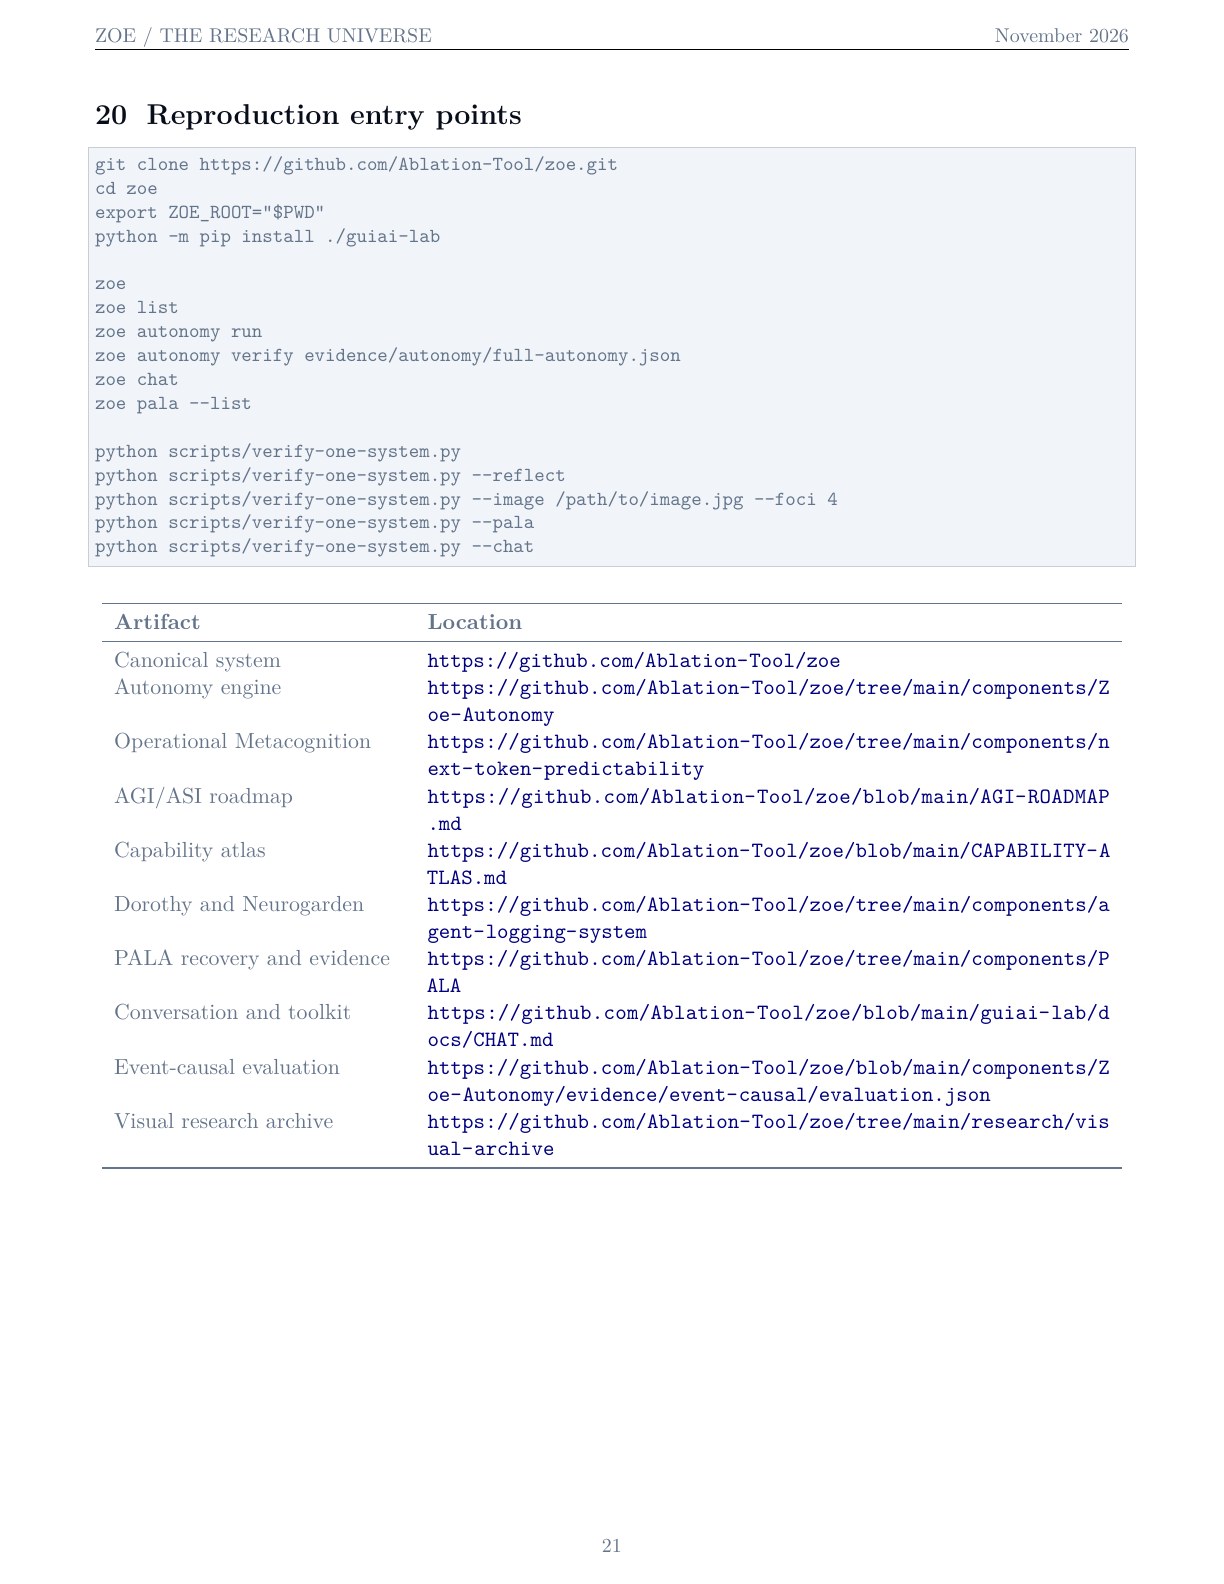 ZOE / THE RESEARCH UNIVERSE November 2026
20 Reproduction entry points
git clone https://github.com/Ablation-Tool/zoe.git
cd zoe
export ZOE_ROOT="$PWD"
python -m pip install ./guiai-lab
zoe
zoe list
zoe autonomy run
zoe autonomy verify evidence/autonomy/full-autonomy.json
zoe chat
zoe pala --list
python scripts/verify-one-system.py
python scripts/verify-one-system.py --reflect
python scripts/verify-one-system.py --image /path/to/image.jpg --foci 4
python scripts/verify-one-system.py --pala
python scripts/verify-one-system.py --chat
Artifact Location
Canonical system https://github.com/Ablation-Tool/zoe
Autonomy engine https://github.com/Ablation-Tool/zoe/tree/main/components/Z
oe-Autonomy
Operational Metacognition https://github.com/Ablation-Tool/zoe/tree/main/components/n
ext-token-predictability
AGI/ASI roadmap https://github.com/Ablation-Tool/zoe/blob/main/AGI-ROADMAP
.md
Capability atlas https://github.com/Ablation-Tool/zoe/blob/main/CAPABILITY-A
TLAS.md
Dorothy and Neurogarden https://github.com/Ablation-Tool/zoe/tree/main/components/a
gent-logging-system
PALA recovery and evidence https://github.com/Ablation-Tool/zoe/tree/main/components/P
ALA
Conversation and toolkit https://github.com/Ablation-Tool/zoe/blob/main/guiai-lab/d
ocs/CHAT.md
Event-causal evaluation https://github.com/Ablation-Tool/zoe/blob/main/components/Z
oe-Autonomy/evidence/event-causal/evaluation.json
Visual research archive https://github.com/Ablation-Tool/zoe/tree/main/research/vis
ual-archive
21